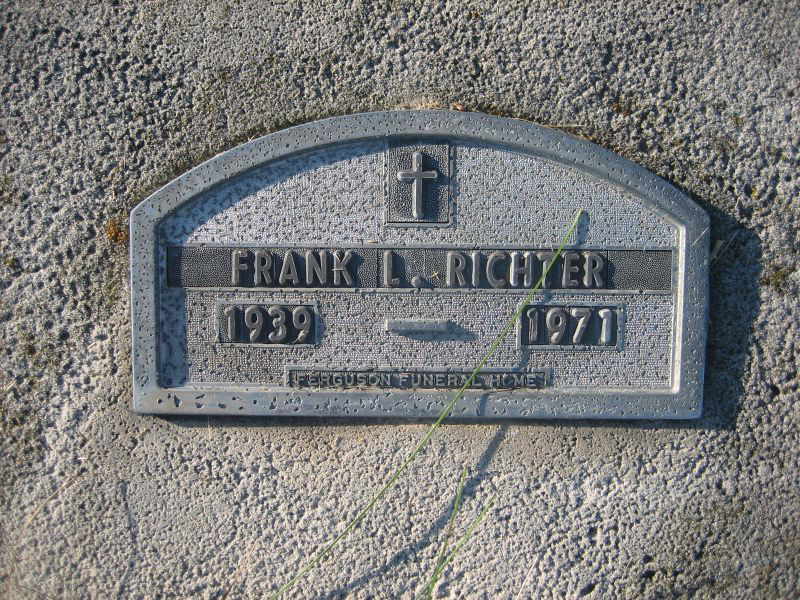 FRANK L. RICHTER
1939 — 1971
FERGUSON FUNERAL HOME